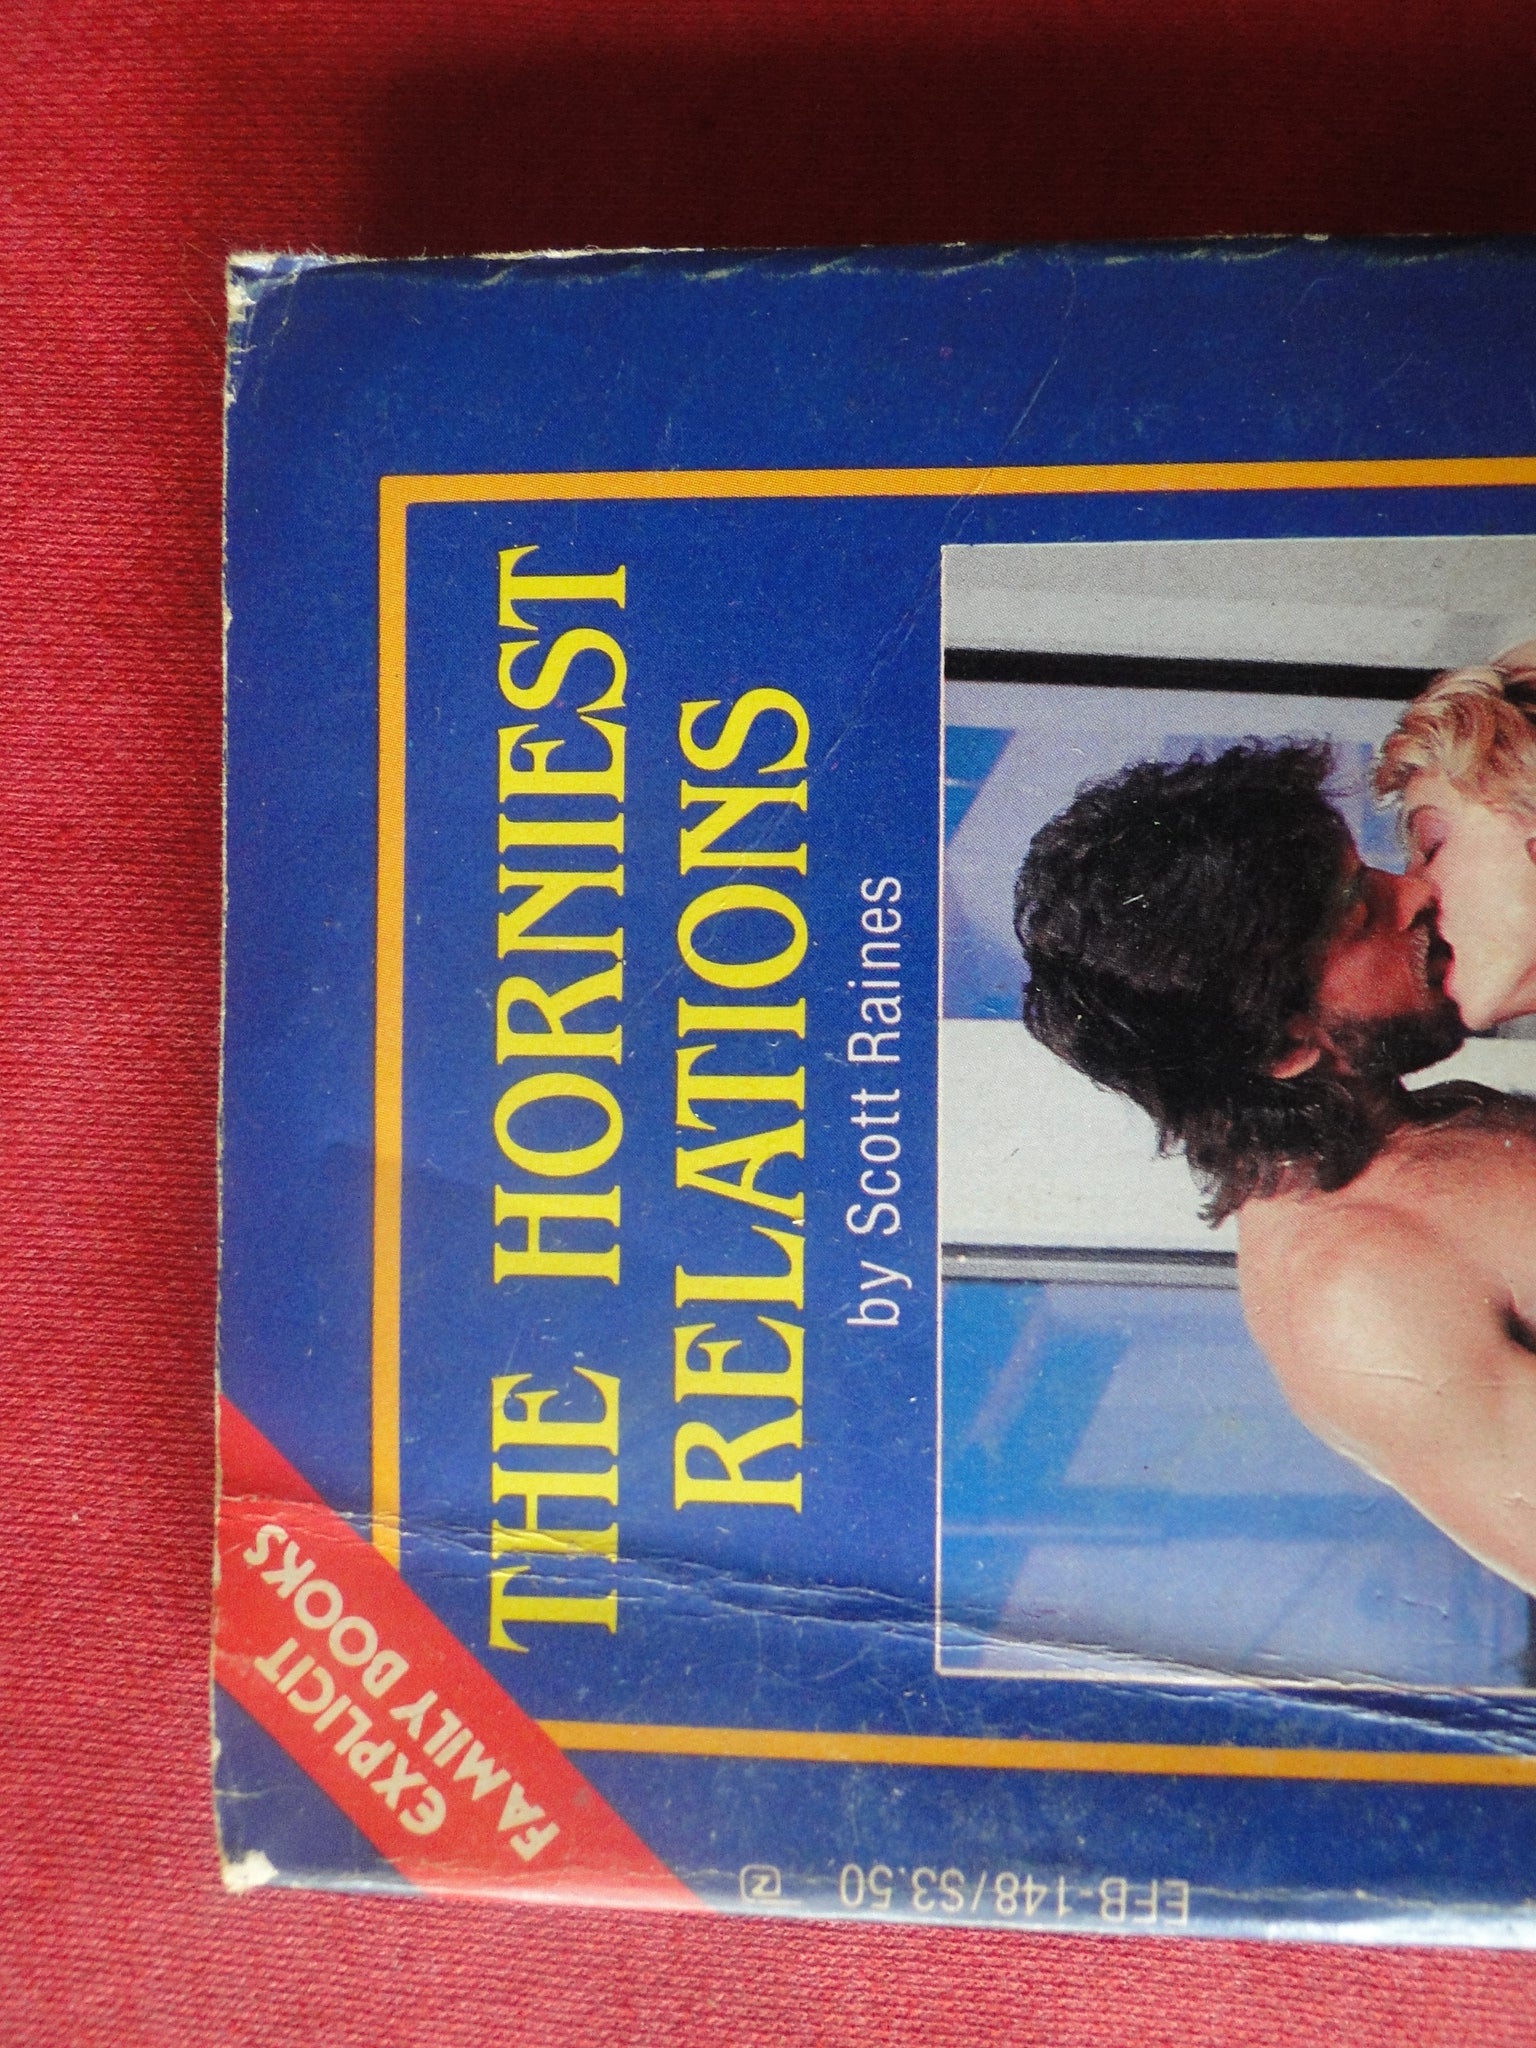 EXPLICIT
FAMILY BOOKS
THE HORNIEST
RELATIONS
by Scott Raines
EFB-148/$3.50